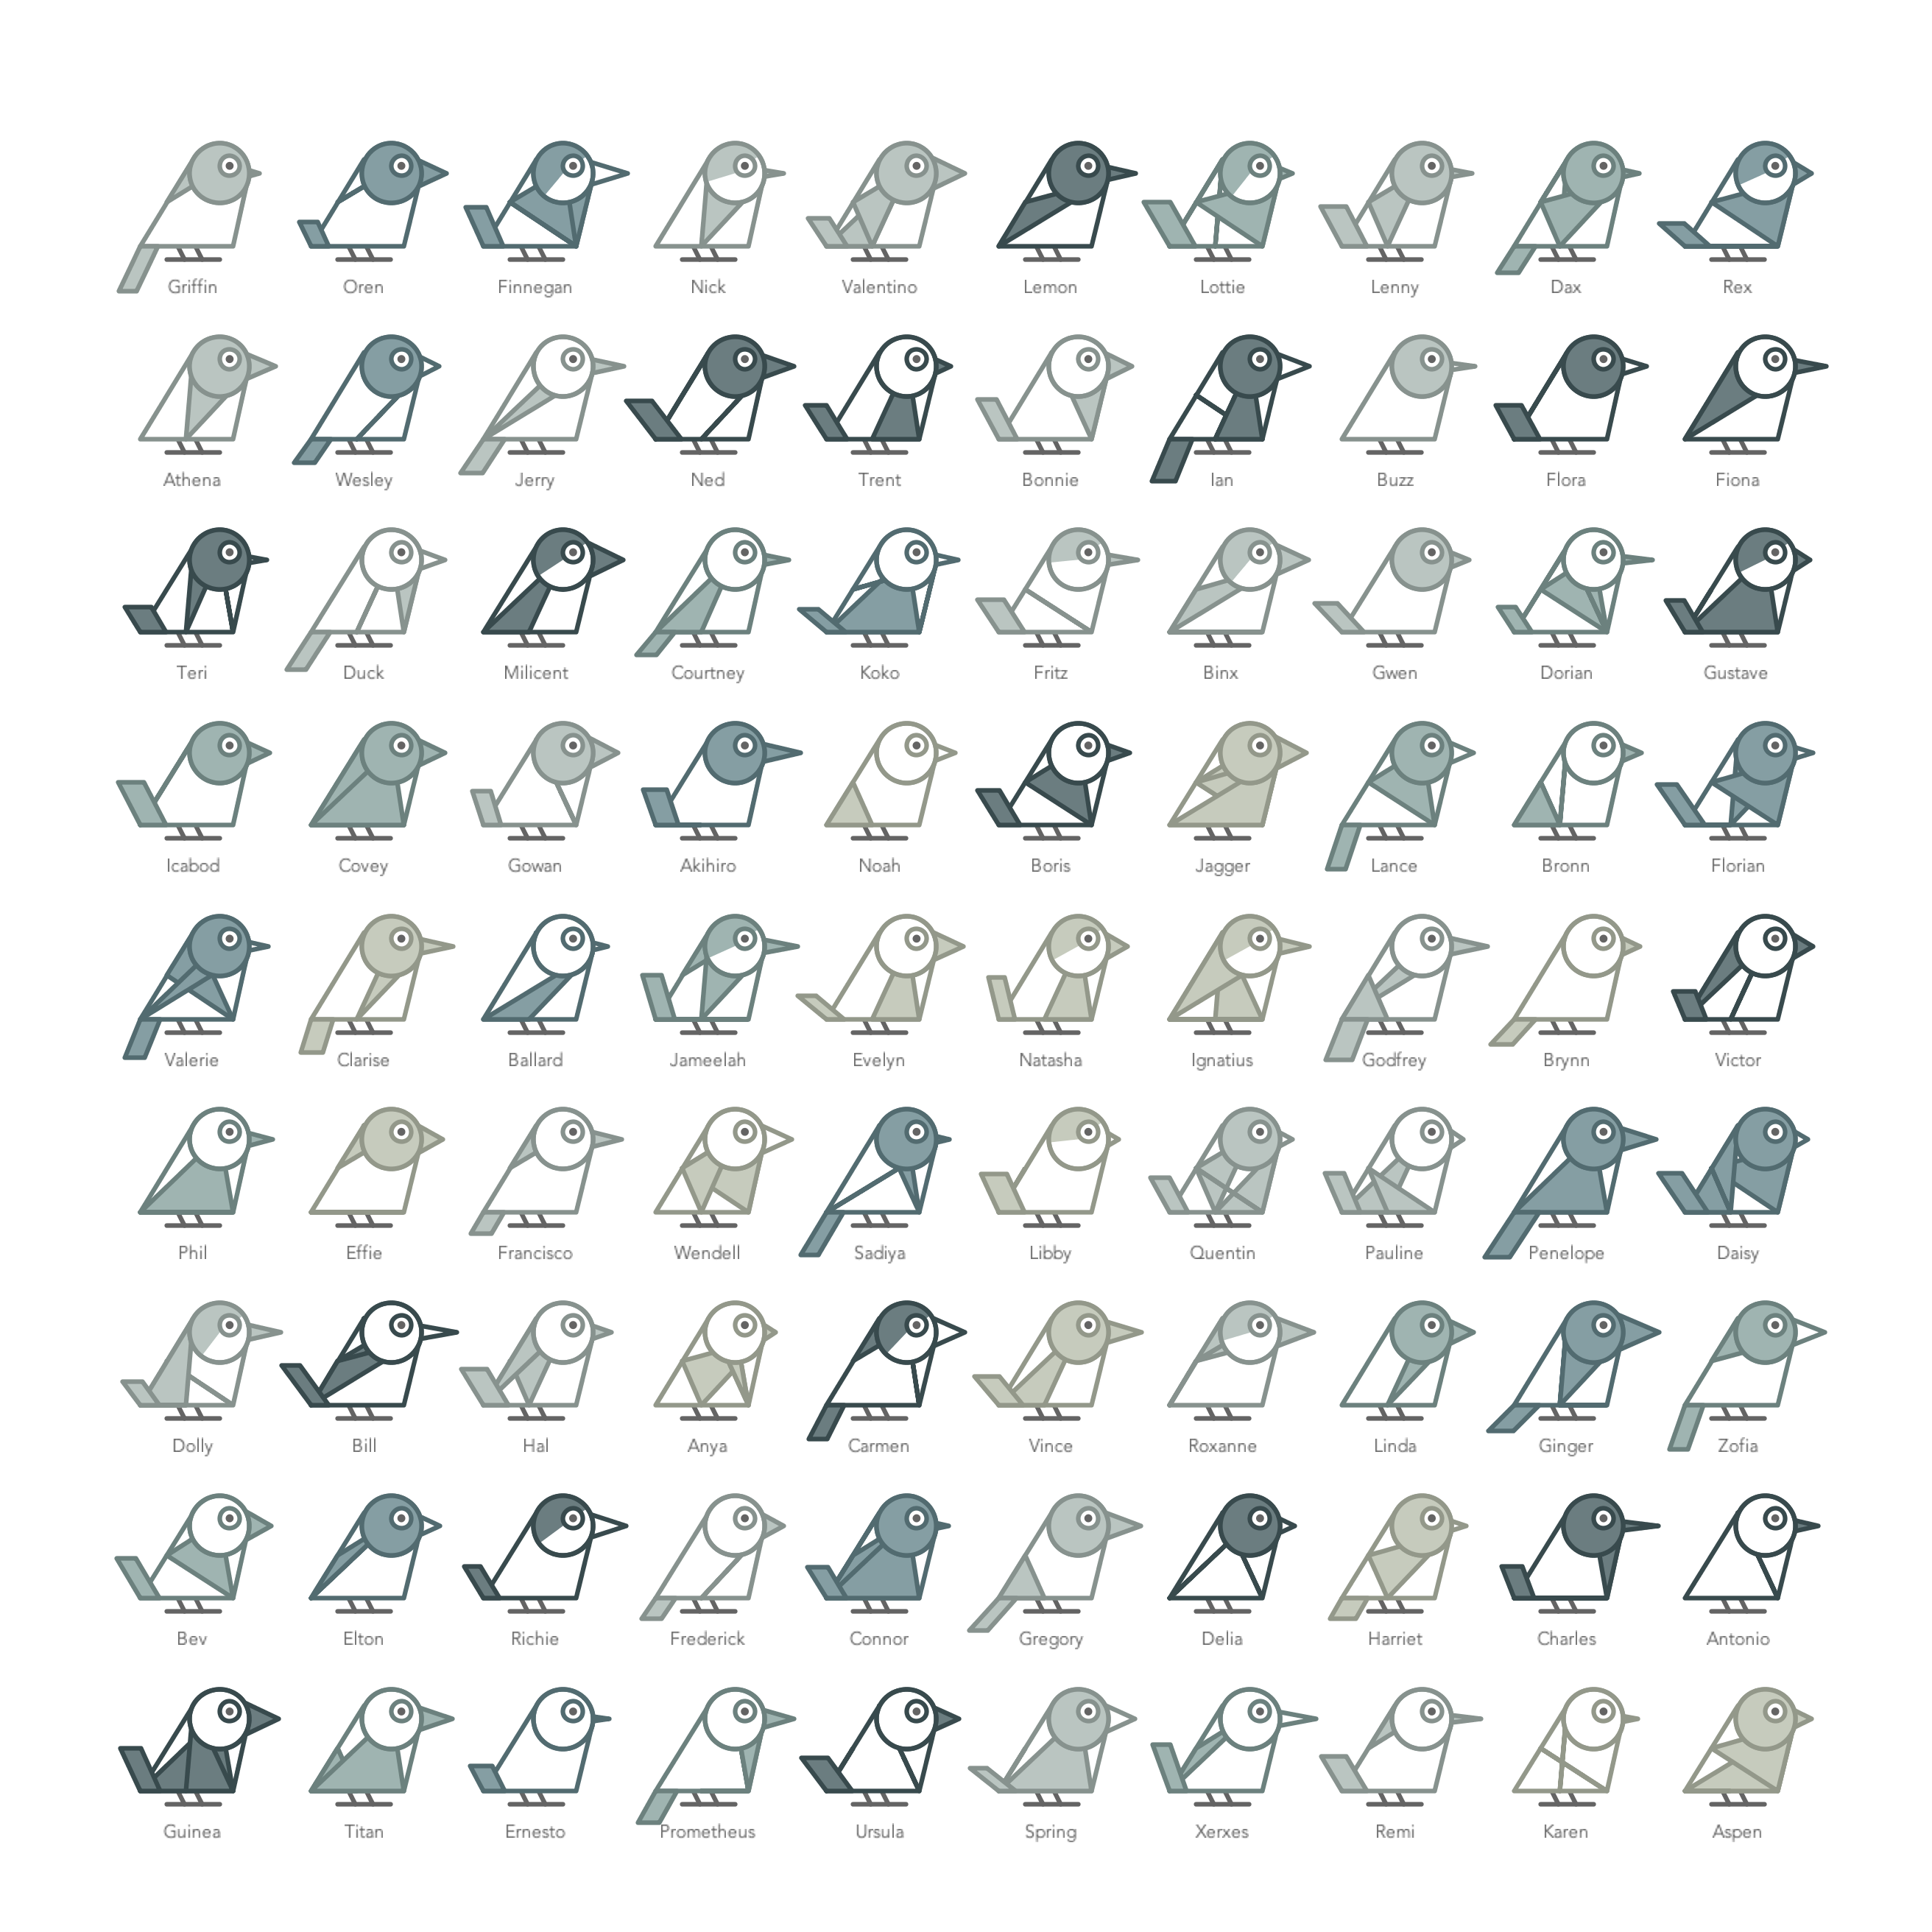 Griffin Oren Finnegan Nick Valentino Lemon Lottie Lenny Dax Rex
Athena Wesley Jerry Ned Trent Bonnie Ian Buzz Flora Fiona
Teri Duck Milicent Courtney Koko Fritz Binx Gwen Dorian Gustave
Icabod Covey Gowan Akihiro Noah Boris Jagger Lance Bronn Florian
Valerie Clarise Ballard Jameelah Evelyn Natasha Ignatius Godfrey Brynn Victor
Phil Effie Francisco Wendell Sadiya Libby Quentin Pauline Penelope Daisy
Dolly Bill Hal Anya Carmen Vince Roxanne Linda Ginger Zofia
Bev Elton Richie Frederick Connor Gregory Delia Harriet Charles Antonio
Guinea Titan Ernesto Prometheus Ursula Spring Xerxes Remi Karen Aspen